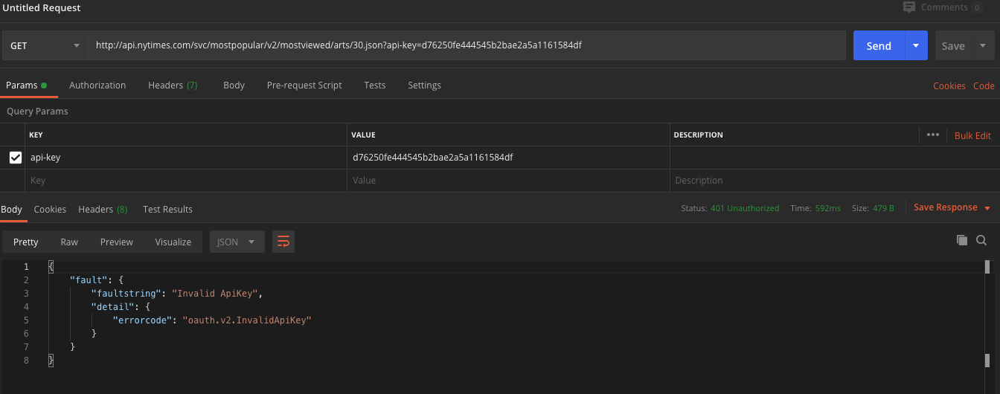 Untitled Request
Comments 0
GET http://api.nytimes.com/svc/mostpopular/v2/mostviewed/arts/30.json?api-key=d76250fe444545b2bae2a5a1161584df Send Save
Params Authorization Headers (7) Body Pre-request Script Tests Settings Cookies Code
Query Params
KEY VALUE DESCRIPTION ••• Bulk Edit
api-key d76250fe444545b2bae2a5a1161584df
Key Value Description
Body Cookies Headers (8) Test Results Status: 401 Unauthorized Time: 592ms Size: 479 B Save Response
Pretty Raw Preview Visualize JSON
1 {
2 "fault": {
3 "faultstring": "Invalid ApiKey",
4 "detail": {
5 "errorcode": "oauth.v2.InvalidApiKey"
6 }
7 }
8 }